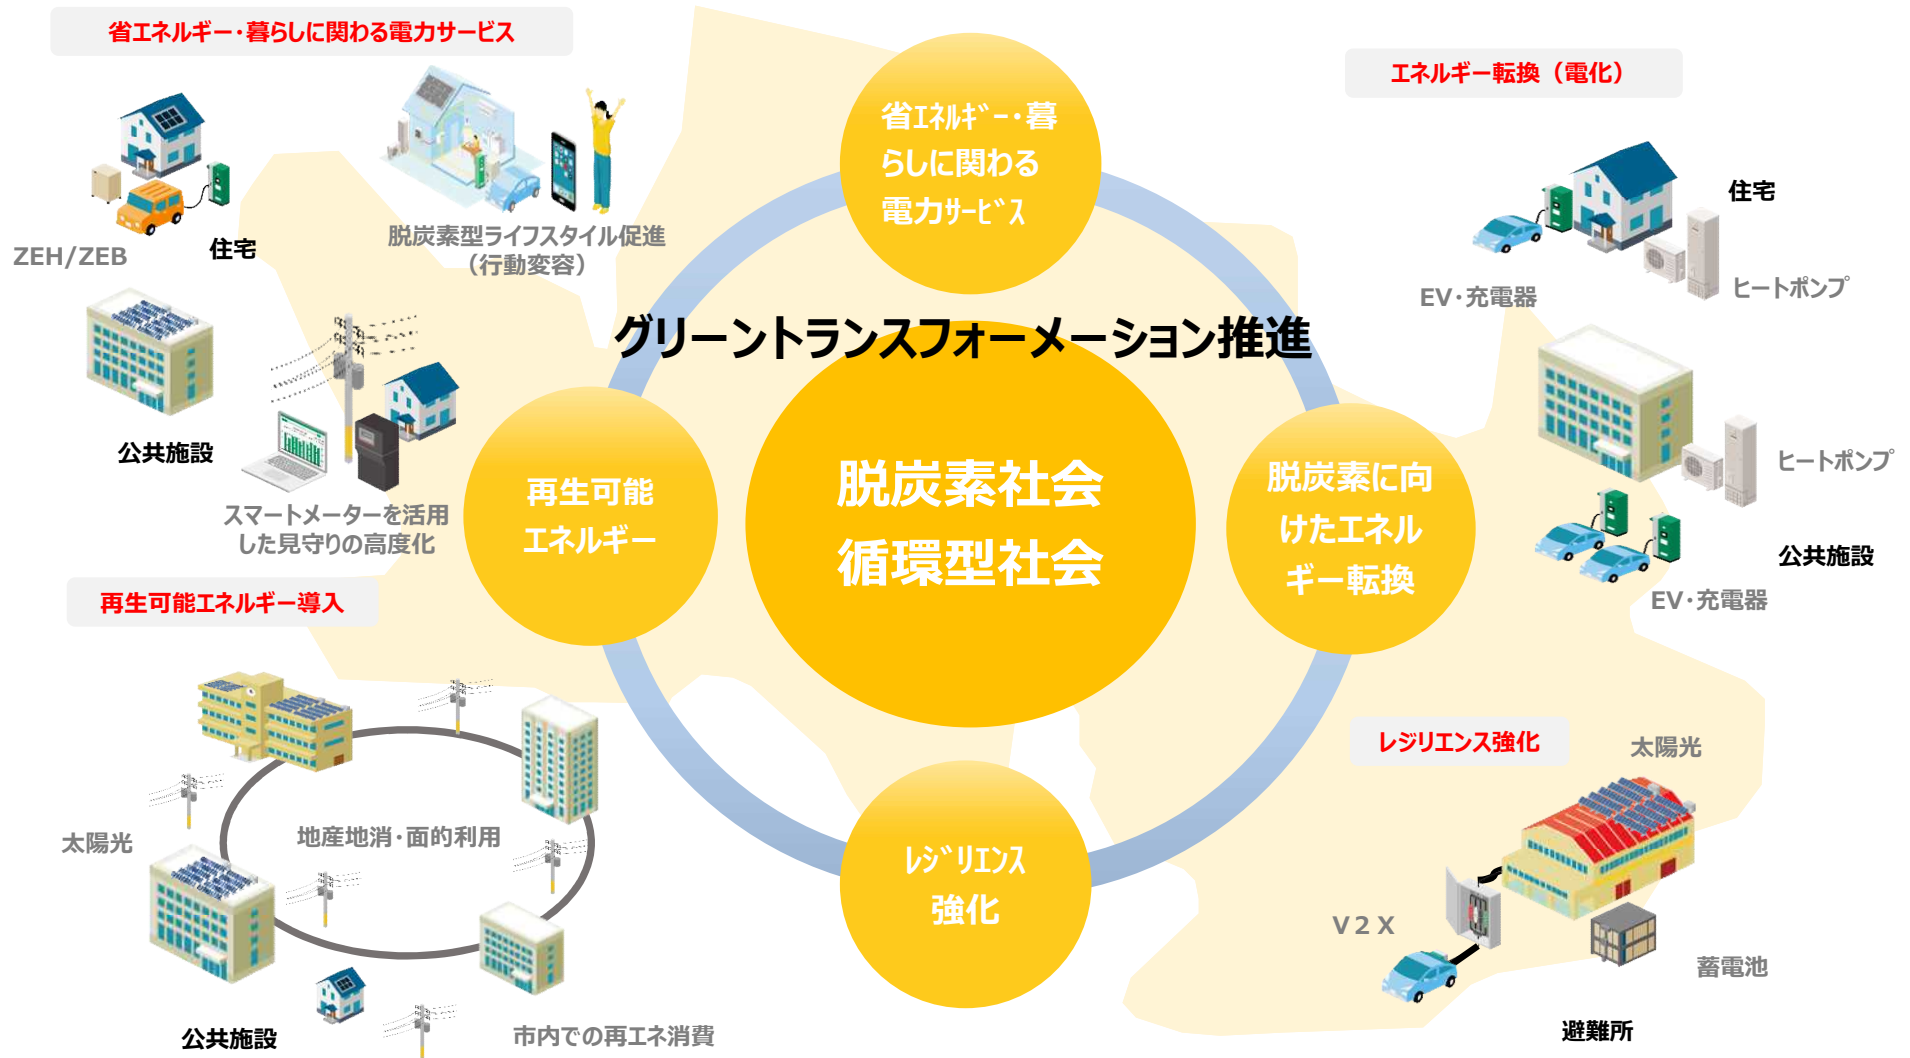 省エネルギー・暮らしに関わる電力サービス
ZEH/ZEB
住宅
脱炭素型ライフスタイル促進
（行動変容）
公共施設
スマートメーターを活用
した見守りの高度化
省ｴﾈﾙｷﾞｰ・暮
らしに関わる
電力ｻｰﾋﾞｽ
グリーントランスフォーメーション推進
脱炭素社会
循環型社会
再生可能
エネルギー
脱炭素に向
けたエネル
ギー転換
ﾚｼﾞﾘｴﾝｽ
強化
エネルギー転換（電化）
住宅
EV・充電器
ヒートポンプ
ヒートポンプ
公共施設
EV・充電器
再生可能エネルギー導入
太陽光
地産地消・面的利用
公共施設
市内での再エネ消費
レジリエンス強化
太陽光
V２X
蓄電池
避難所